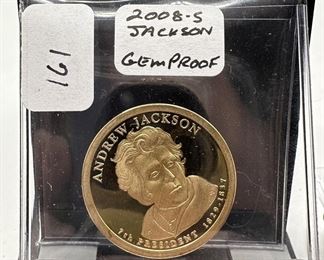 2008-S
JACKSON
GEM PROOF
161
ANDREW JACKSON
7th PRESIDENT 1829-1837